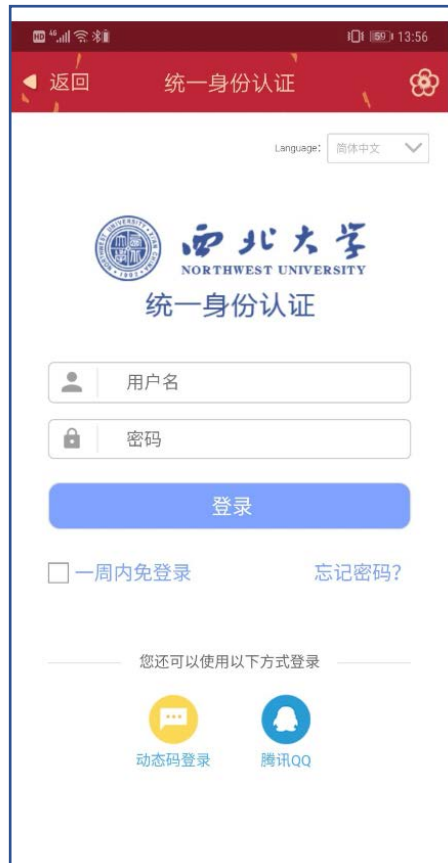 HD 46 59 13:56
返回 统一身份认证
Language: 简体中文
西北大学
NORTHWEST UNIVERSITY
统一身份认证
用户名
密码
登录
一周内免登录 忘记密码?
您还可以使用以下方式登录
动态码登录 腾讯QQ